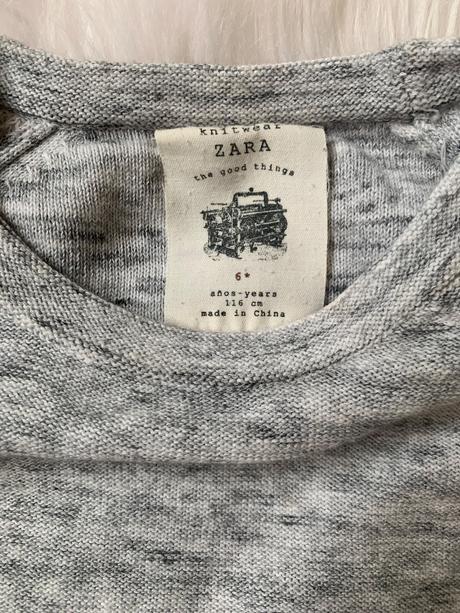 knitwear
ZARA
the good things
6*
años-years
116 cm
made in China